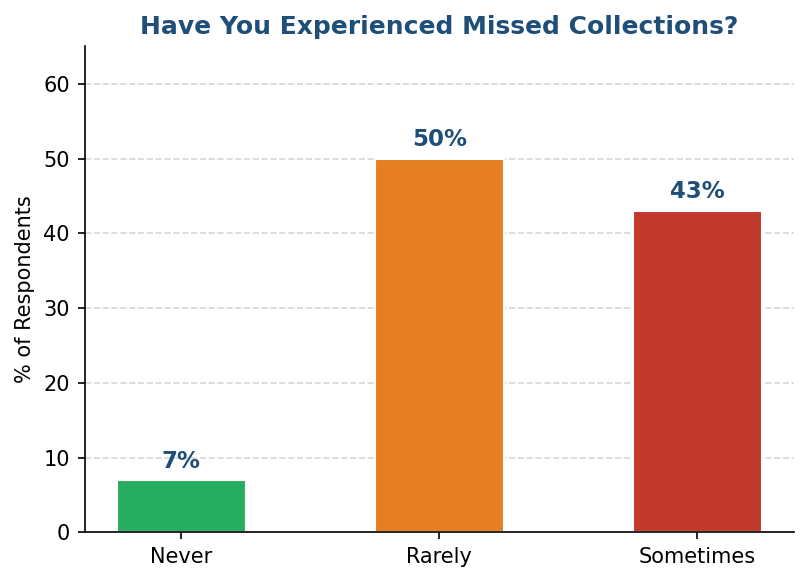 Have You Experienced Missed Collections?
% of Respondents
60
50
40
30
20
10
0
7%
50%
43%
Never
Rarely
Sometimes